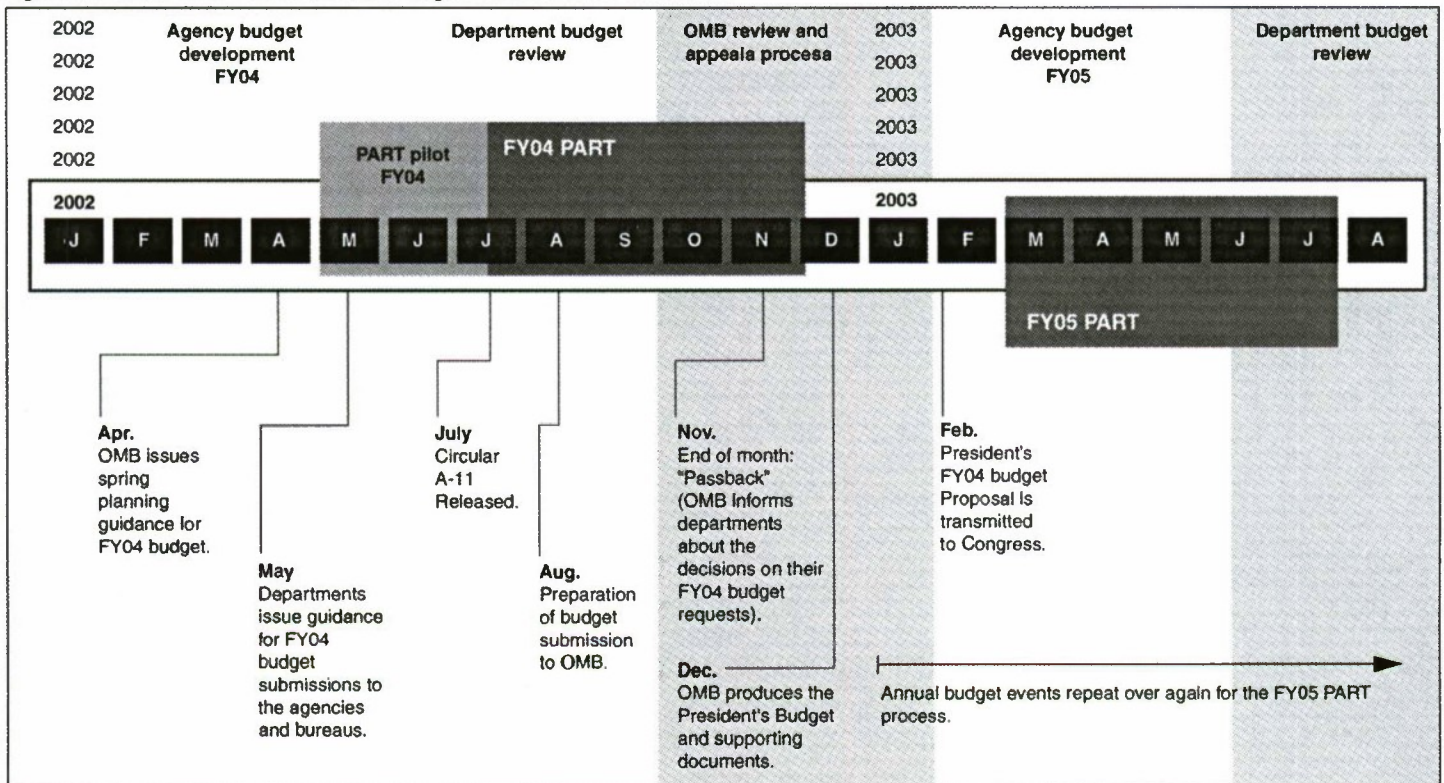 2002
2002
2002
2002
2002
Agency budget
development
FY04
Department budget
review
OMB review and
appeals procesa
2003
2003
2003
2003
2003
Agency budget
development
FY05
Department budget
review
PART pilot
FY04
FY04 PART
2002
2003
J F M A M J J A S O N D J F M A M J J A
FY05 PART
Apr.
OMB issues
spring
planning
guidance for
FY04 budget.
May
Departments
issue guidance
for FY04
budget
submissions to
the agencies
and bureaus.
July
Circular
A-11
Released.
Aug.
Preparation
of budget
submission
to OMB.
Nov.
End of month:
"Passback"
(OMB Informs
departments
about the
decisions on their
FY04 budget
requests).
Dec.
OMB produces the
President's Budget
and supporting
documents.
Feb.
President's
FY04 budget
Proposal Is
transmitted
to Congress.
Annual budget events repeat over again for the FY05 PART
process.